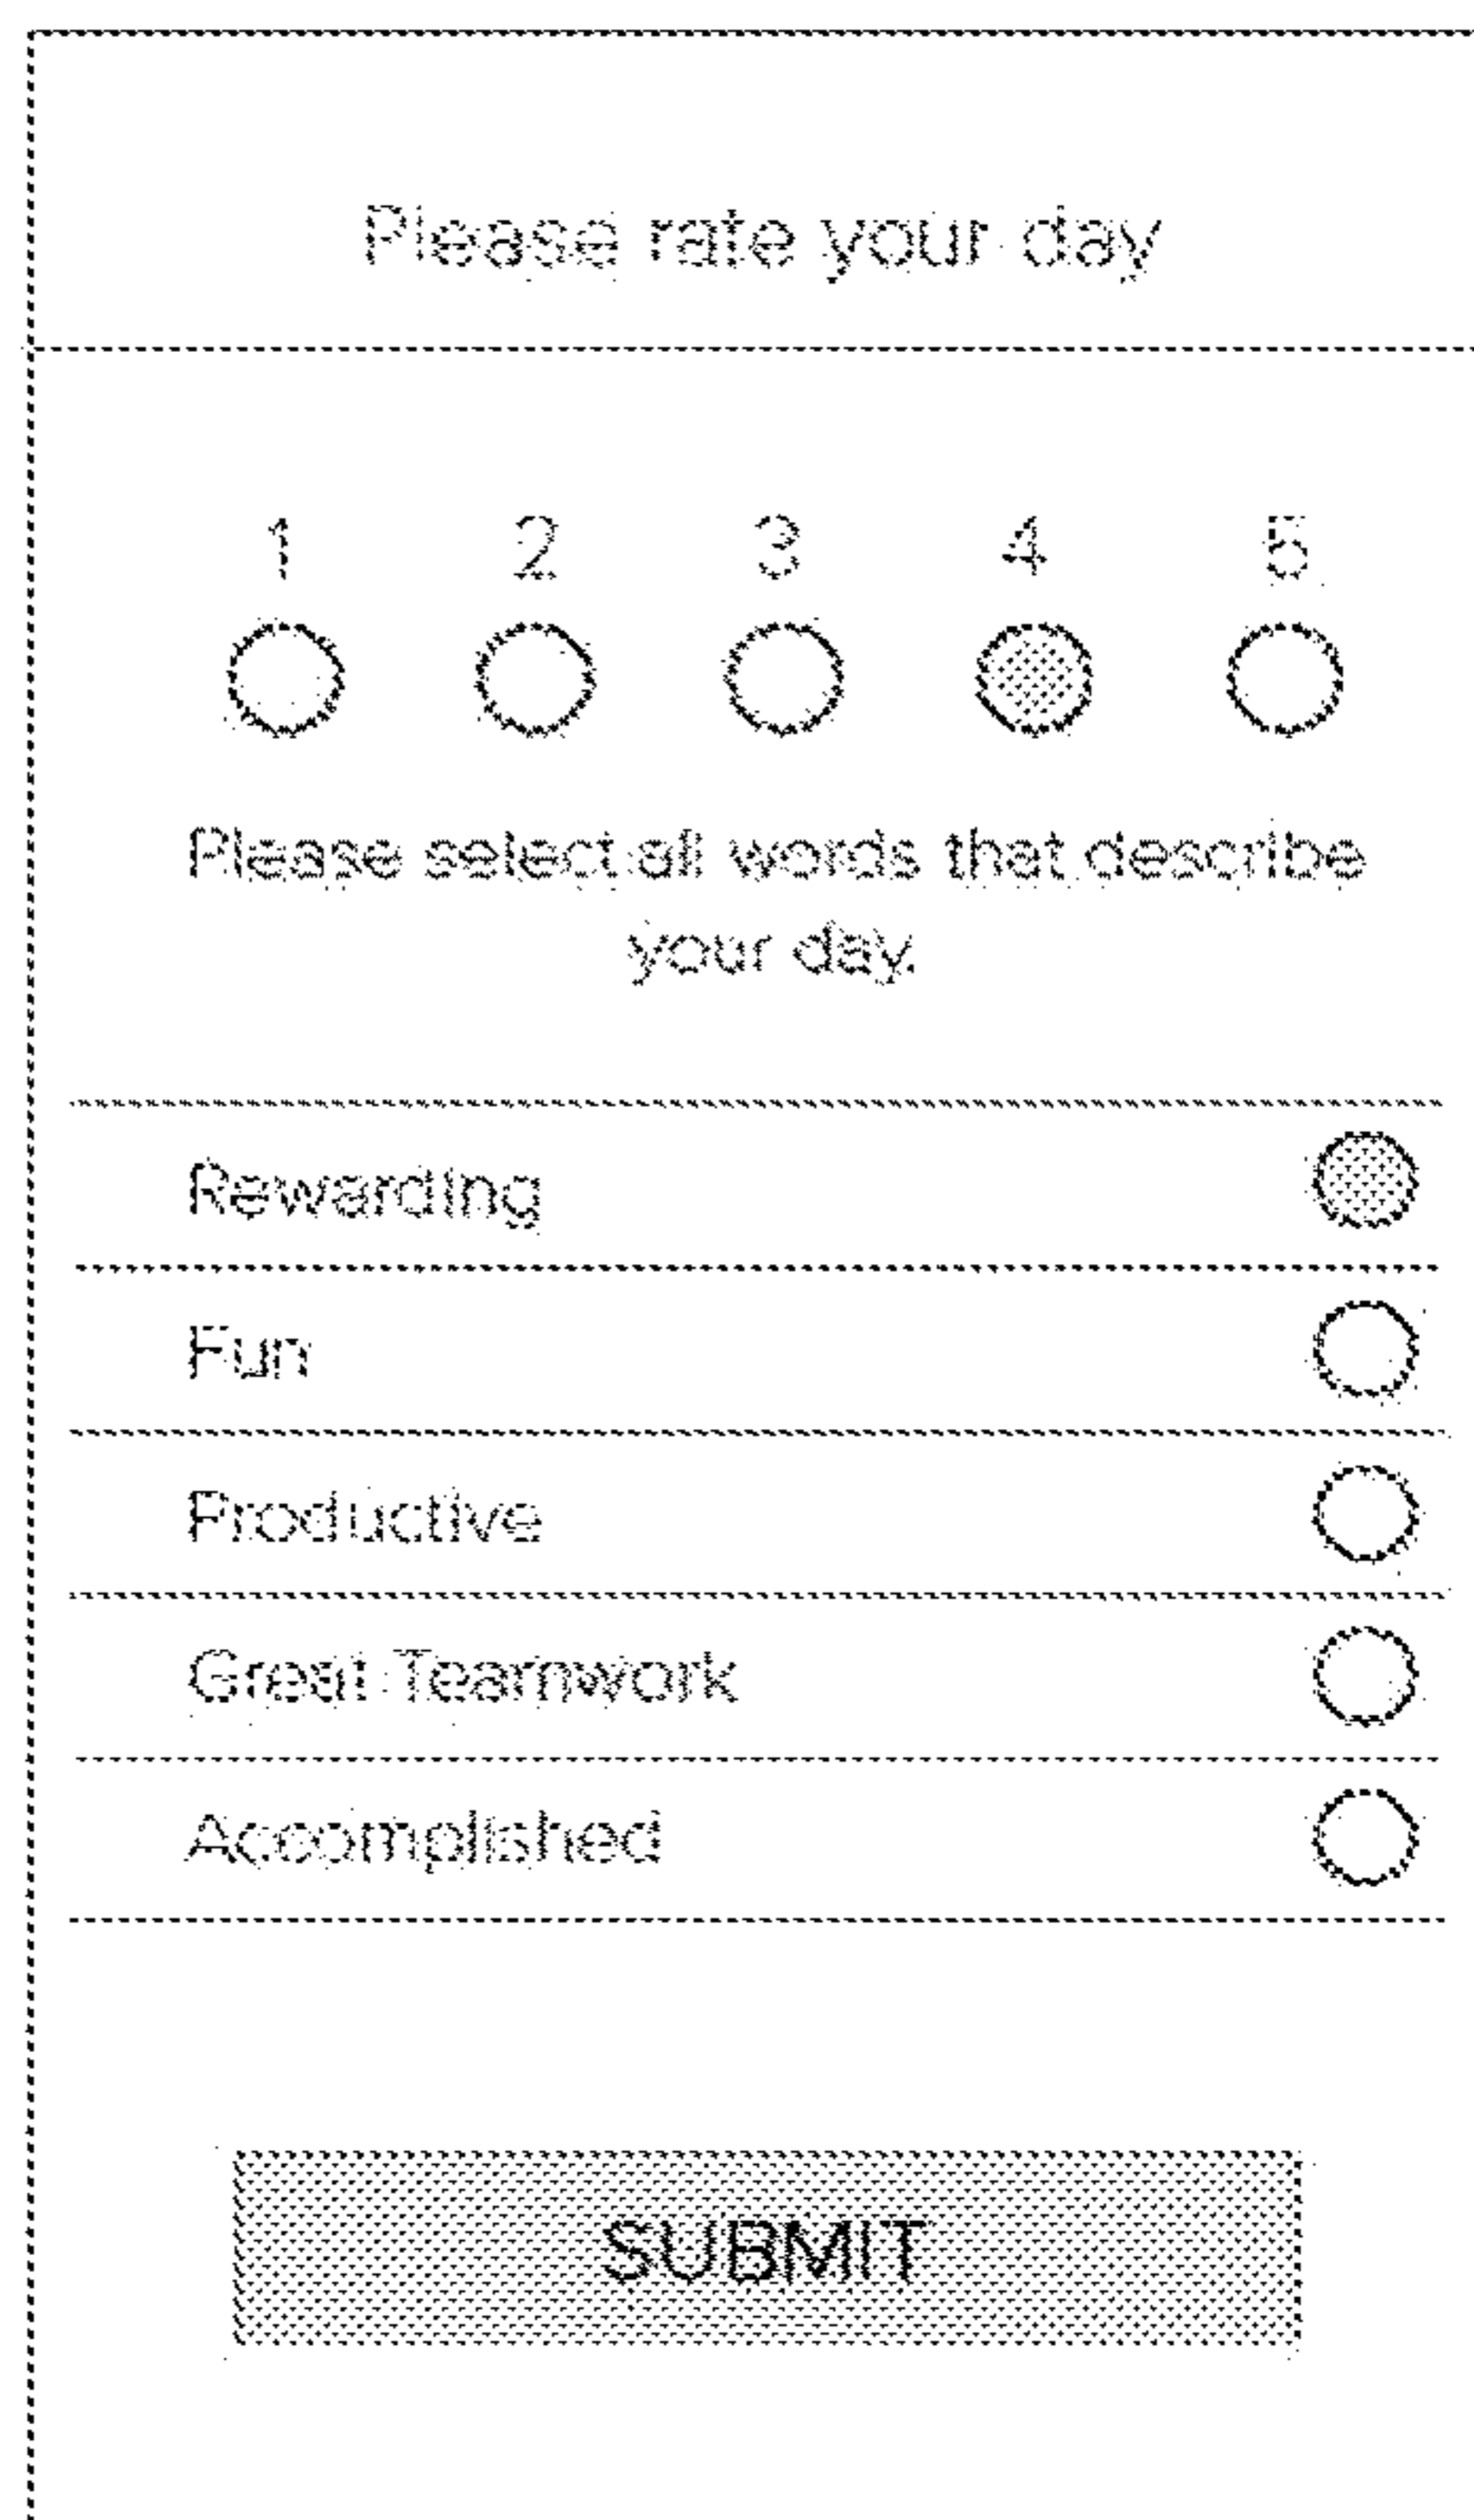 Please rate your day
1 2 3 4 5
Please select all words that describe
your day.
Rewarding
Fun
Productive
Great Teamwork
Accomplished
SUBMIT